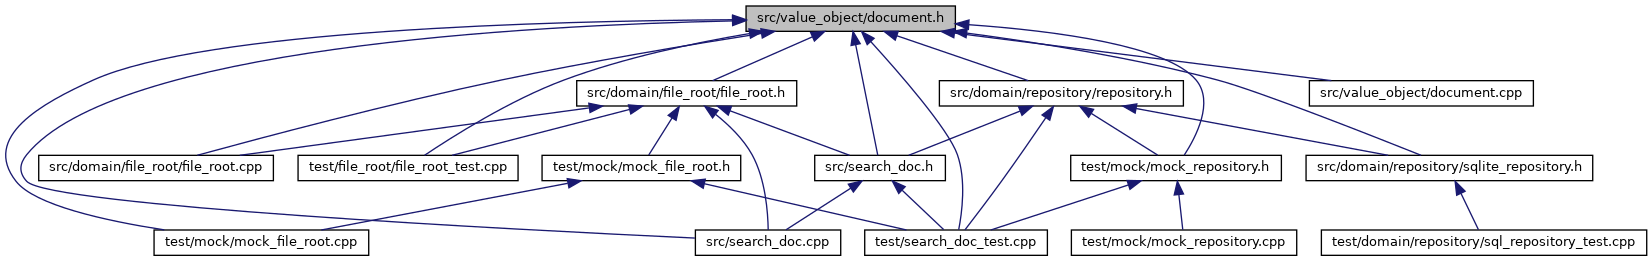 src/value_object/document.h
src/domain/file_root/file_root.h
src/domain/repository/repository.h
src/value_object/document.cpp
src/domain/file_root/file_root.cpp
test/file_root/file_root_test.cpp
test/mock/mock_file_root.h
src/search_doc.h
test/mock/mock_repository.h
src/domain/repository/sqlite_repository.h
test/mock/mock_file_root.cpp
src/search_doc.cpp
test/search_doc_test.cpp
test/mock/mock_repository.cpp
test/domain/repository/sql_repository_test.cpp